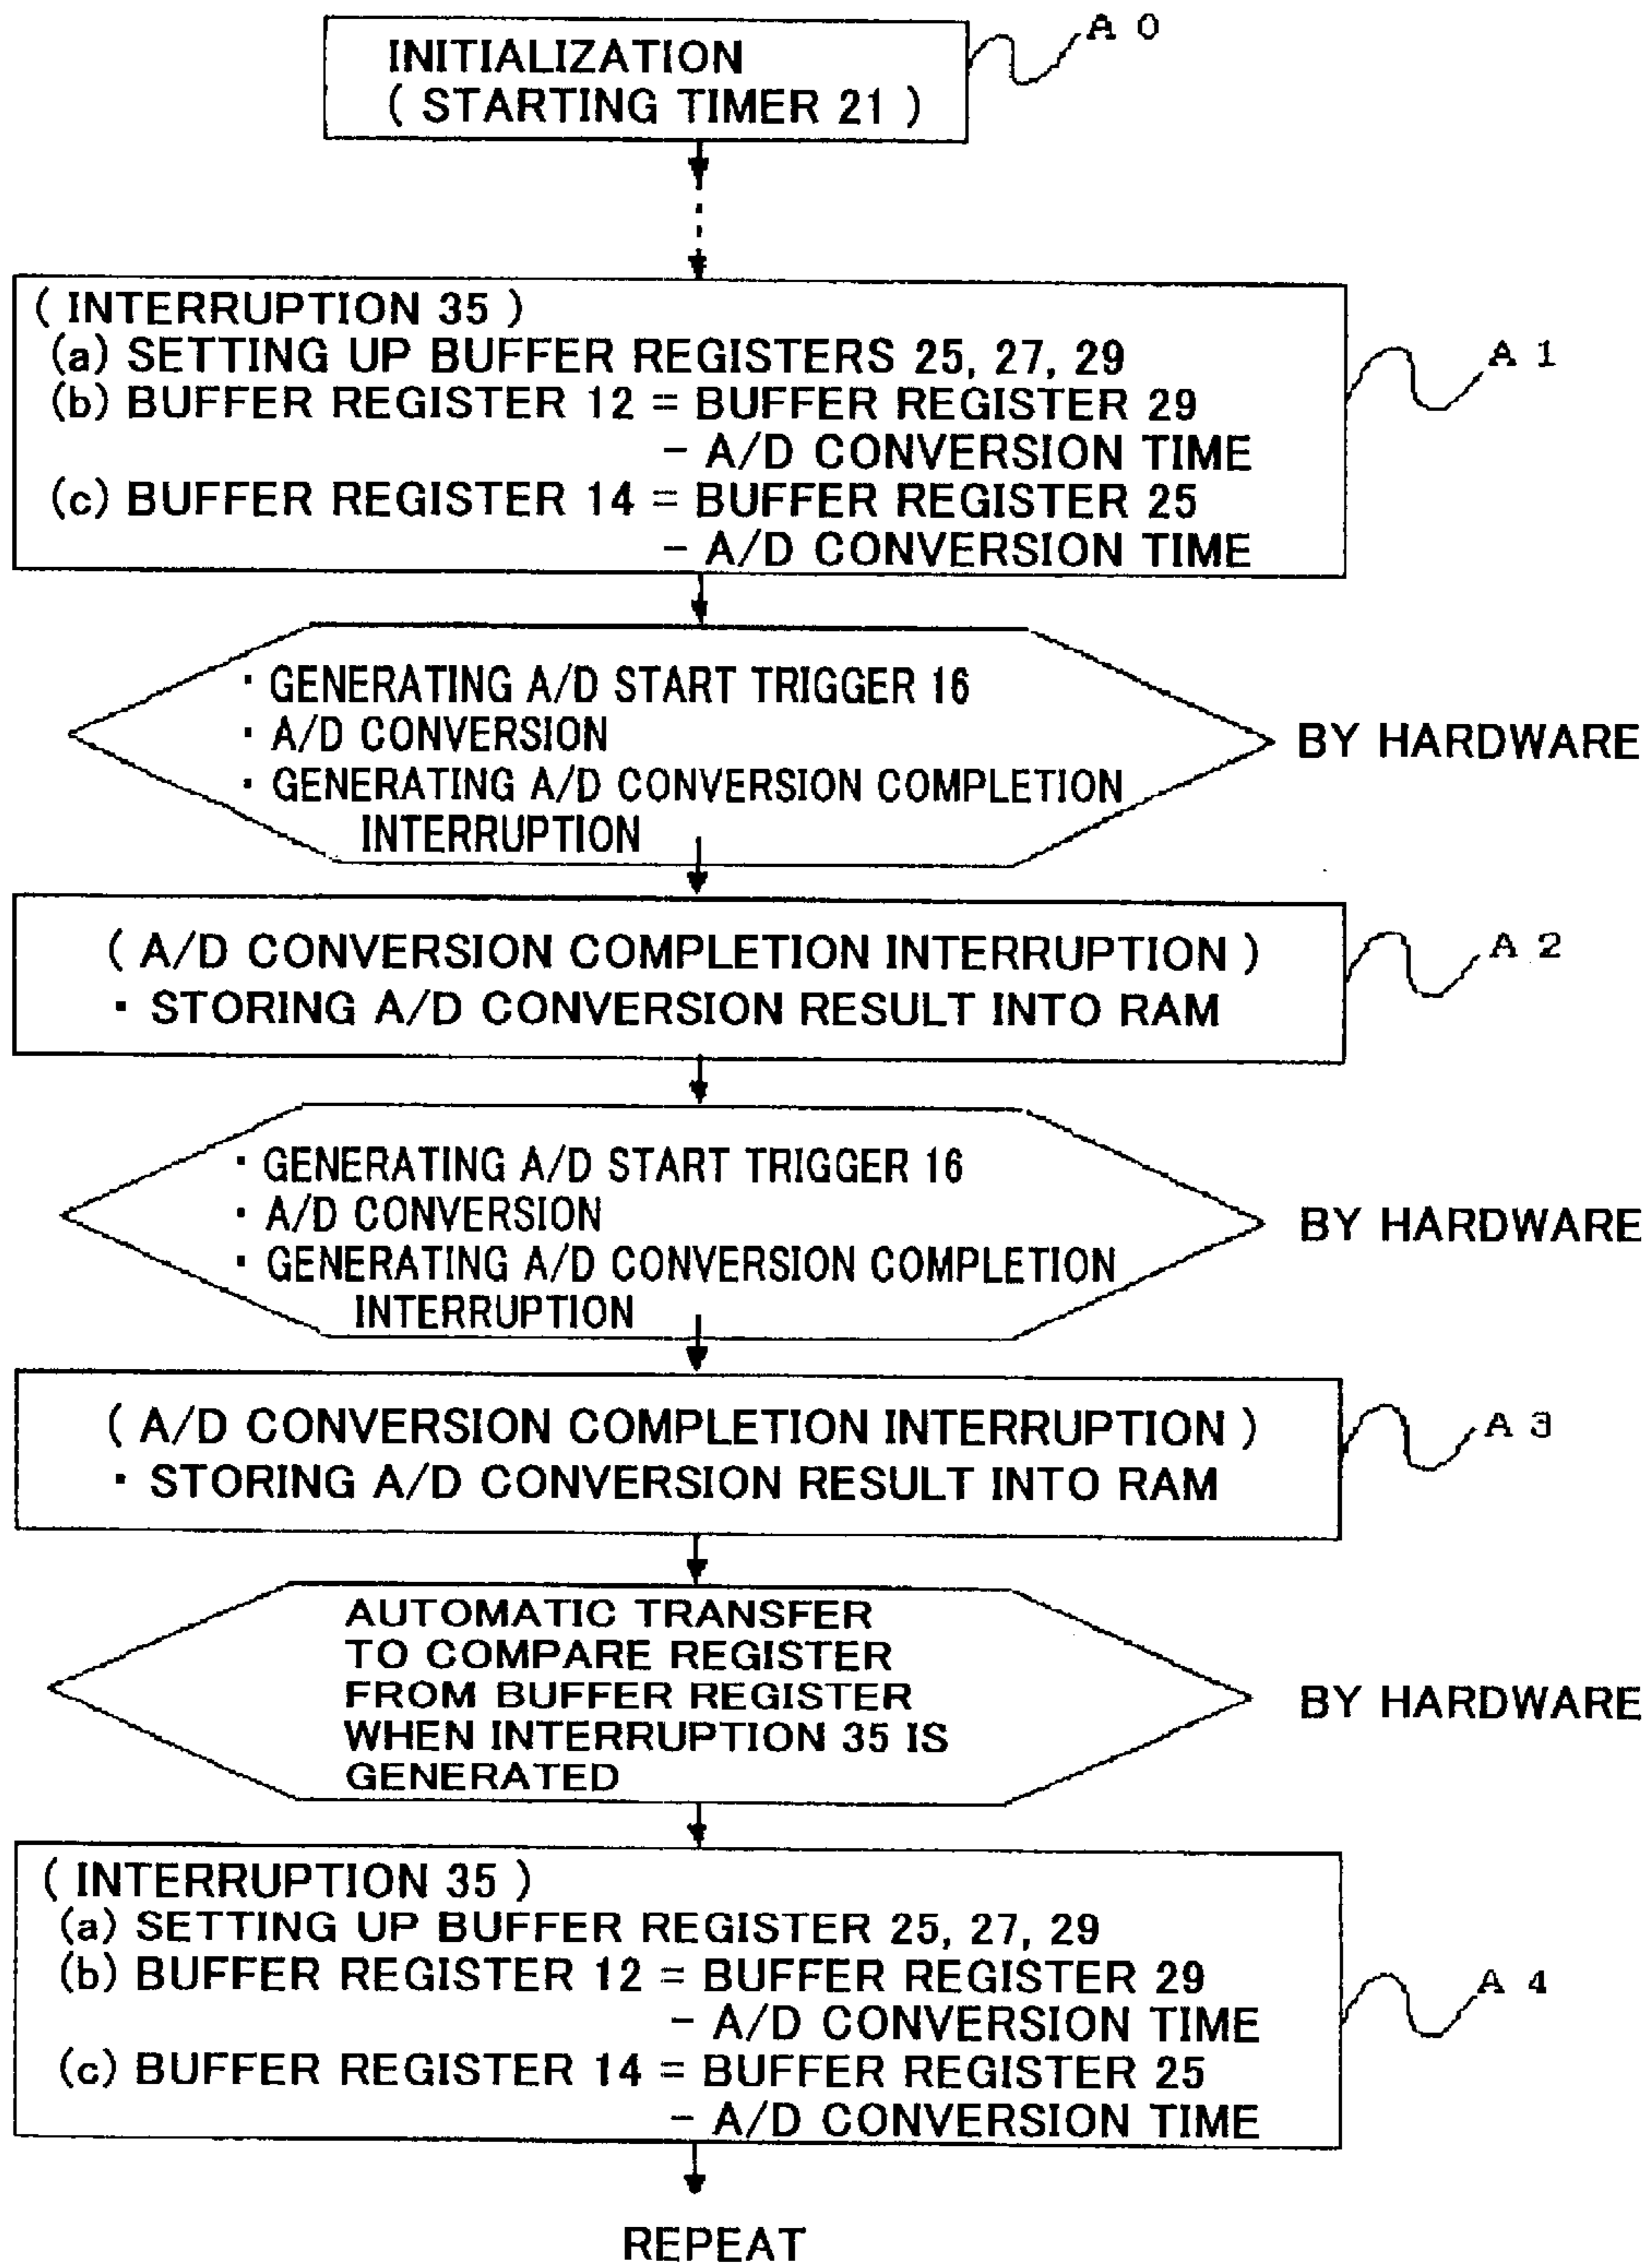 INITIALIZATION
( STARTING TIMER 21 )
A 0
( INTERRUPTION 35 )
(a) SETTING UP BUFFER REGISTERS 25, 27, 29
(b) BUFFER REGISTER 12 = BUFFER REGISTER 29
- A/D CONVERSION TIME
(c) BUFFER REGISTER 14 = BUFFER REGISTER 25
- A/D CONVERSION TIME
A 1
· GENERATING A/D START TRIGGER 16
· A/D CONVERSION
· GENERATING A/D CONVERSION COMPLETION
INTERRUPTION
BY HARDWARE
( A/D CONVERSION COMPLETION INTERRUPTION )
· STORING A/D CONVERSION RESULT INTO RAM
A 2
· GENERATING A/D START TRIGGER 16
· A/D CONVERSION
· GENERATING A/D CONVERSION COMPLETION
INTERRUPTION
BY HARDWARE
( A/D CONVERSION COMPLETION INTERRUPTION )
· STORING A/D CONVERSION RESULT INTO RAM
A 3
AUTOMATIC TRANSFER
TO COMPARE REGISTER
FROM BUFFER REGISTER
WHEN INTERRUPTION 35 IS
GENERATED
BY HARDWARE
( INTERRUPTION 35 )
(a) SETTING UP BUFFER REGISTER 25, 27, 29
(b) BUFFER REGISTER 12 = BUFFER REGISTER 29
- A/D CONVERSION TIME
(c) BUFFER REGISTER 14 = BUFFER REGISTER 25
- A/D CONVERSION TIME
A 4
REPEAT